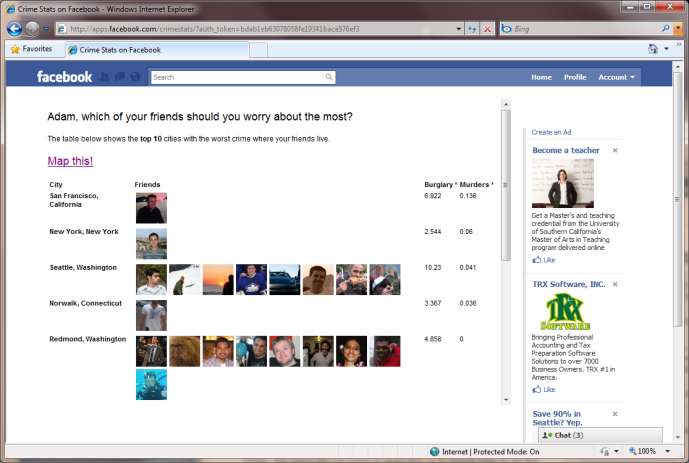 Crime Stats on Facebook - Windows Internet Explorer
http://apps.facebook.com/crimestats/?auth_token=bdab1eb63078058fe19341bace576ef3
Bing
Favorites
Crime Stats on Facebook
facebook
Search
Home Profile Account
Adam, which of your friends should you worry about the most?
The table below shows the top 10 cities with the worst crime where your friends live.
Map this!
City Friends Burglary * Murders *
San Francisco, 6.922 0.136
California
New York, New York 2.544 0.06
Seattle, Washington 10.23 0.041
Norwalk, Connecticut 3.367 0.036
Redmond, Washington 4.858 0
Create an Ad
Become a teacher
Get a Master's and teaching
credential from the University
of Southern California's
Master of Arts in Teaching
program delivered online
Like
TRX Software, INC.
TRX
SOFTWARE
Bringing Professional
Accounting and Tax
Preparation Software
Solutions to over 7000
Business Owners. TRX #1 in
America.
Like
Save 90% in
Seattle? Yep.
Chat (3)
Internet | Protected Mode: On
100%